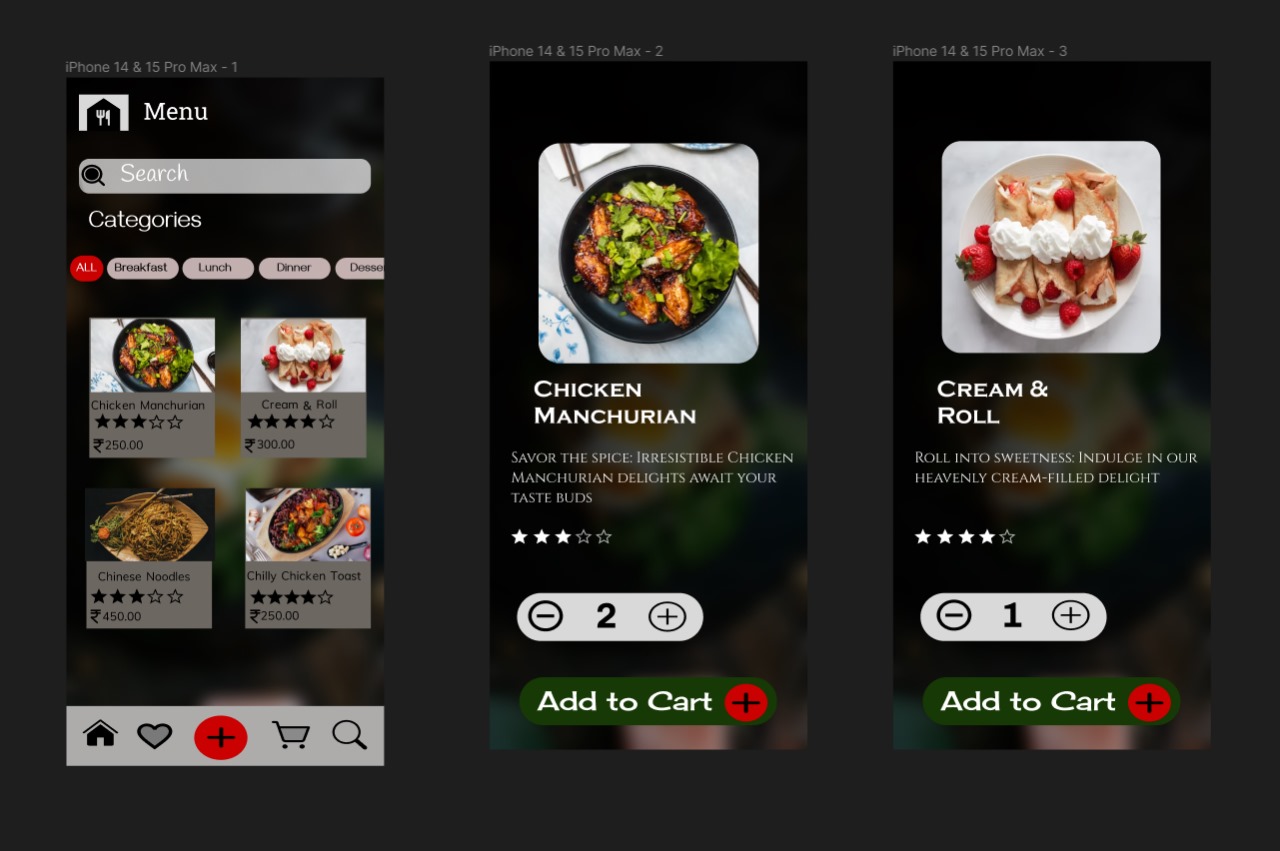 iPhone 14 & 15 Pro Max - 1
Menu
Search
Categories
ALL Breakfast Lunch Dinner Desse
Chicken Manchurian
₹250.00
Cream & Roll
₹300.00
Chinese Noodles
₹450.00
Chilly Chicken Toast
₹250.00
iPhone 14 & 15 Pro Max - 2
CHICKEN
MANCHURIAN
SAVOR THE SPICE: IRRESISTIBLE CHICKEN
MANCHURIAN DELIGHTS AWAIT YOUR
TASTE BUDS
2
Add to Cart
iPhone 14 & 15 Pro Max - 3
CREAM &
ROLL
ROLL INTO SWEETNESS: INDULGE IN OUR
HEAVENLY CREAM-FILLED DELIGHT
1
Add to Cart